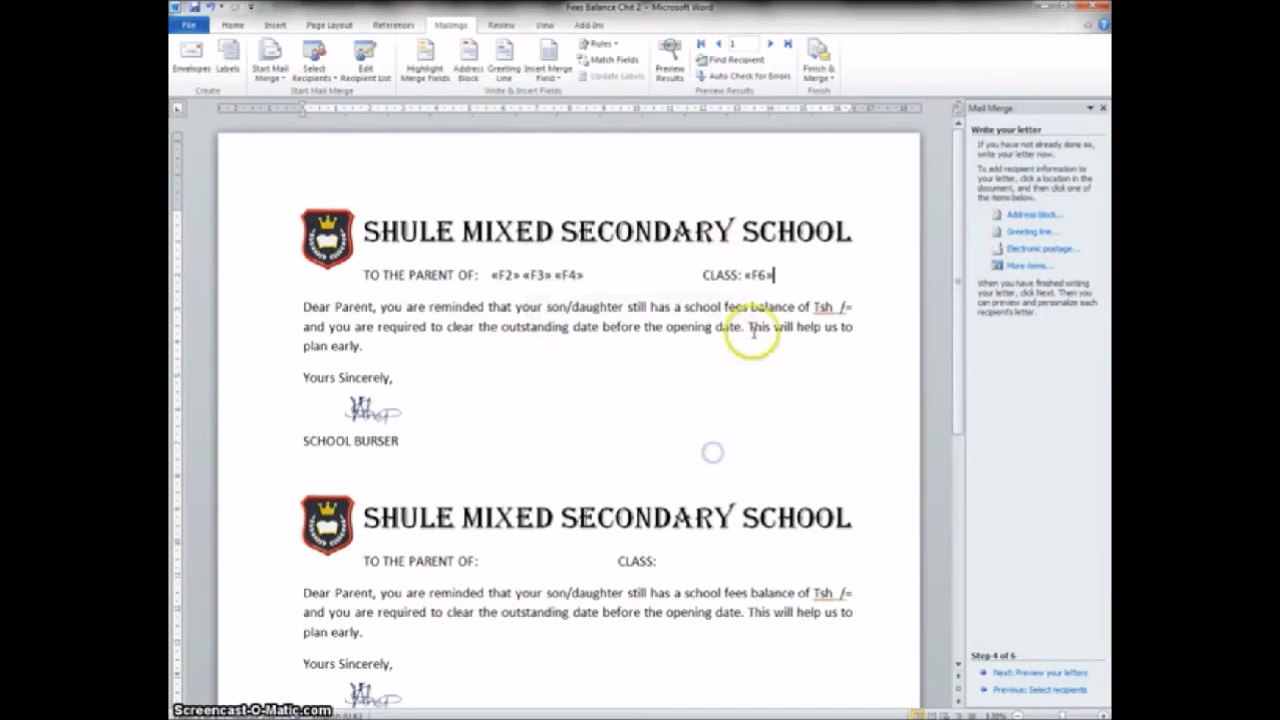 Fees Balance Chit 2 - Microsoft Word
File Home Insert Page Layout References Mailings Review View Add-Ins
Envelopes Labels Start Mail Merge Select Recipients Edit Recipient List Highlight Merge Fields Address Block Greeting Line Insert Merge Field Rules Match Fields Update Labels Preview Results 1 Find Recipient Auto Check for Errors Finish & Merge
Create Start Mail Merge Write & Insert Fields Preview Results Finish
SHULE MIXED SECONDARY SCHOOL
TO THE PARENT OF: «F2» «F3» «F4» CLASS: «F6»
Dear Parent, you are reminded that your son/daughter still has a school fees balance of Tsh /=
and you are required to clear the outstanding date before the opening date. This will help us to
plan early.
Yours Sincerely,
SCHOOL BURSER
SHULE MIXED SECONDARY SCHOOL
TO THE PARENT OF: CLASS:
Dear Parent, you are reminded that your son/daughter still has a school fees balance of Tsh /=
and you are required to clear the outstanding date before the opening date. This will help us to
plan early.
Yours Sincerely,
Mail Merge
Write your letter
If you have not already done so,
write your letter now.
To add recipient information to
your letter, click a location in the
document, and then click one of
the items below.
Address block...
Greeting line...
Electronic postage...
More items...
When you have finished
writing your letter, click Next.
Then you can
preview and personalize each
recipient's letter.
Step 4 of 6
Next: Preview your letters
Previous: Select recipients
Screencast-O-Matic.com
120%